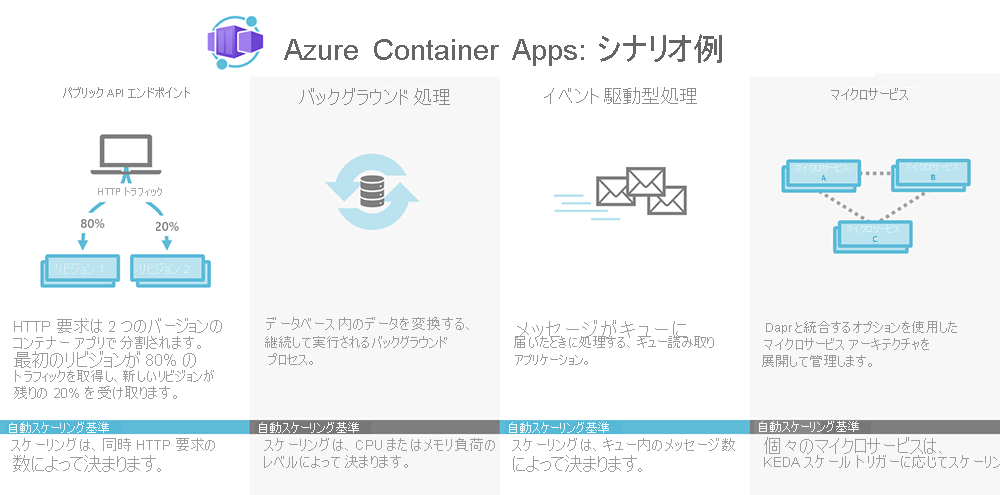 Azure Container Apps: シナリオ例
パブリック API エンドポイント
HTTP トラフィック
80%
20%
リビジョン 1
リビジョン 2
HTTP 要求は 2 つのバージョンの
コンテナー アプリで 分割されます。
最初のリビジョンが 80% の
トラフィックを取得し、新しいリビジョンが
残りの 20% を受け取ります。
自動スケーリング基準
スケーリングは、同時 HTTP 要求の
数によって決まります。
バックグラウンド処理
データベース内のデータを変換する、
継続して実行されるバックグラウンド
プロセス。
自動スケーリング基準
スケーリングは、CPU またはメモリ負荷の
レベルによって 決まります。
イベント駆動型処理
メッセージがキューに
届いたときに処理する、キュー読み取り
アプリケーション。
自動スケーリング基準
スケーリングは、キュー内のメッセージ数
によって決まります。
マイクロサービス
マイクロサービス
A
マイクロサービス
B
マイクロサービス
C
Daprと統合するオプションを使用した
マイクロサービス アーキテクチャを
展開して管理します。
自動スケーリング基準
個々のマイクロサービスは、
KEDA スケール トリガーに応じてスケーリン